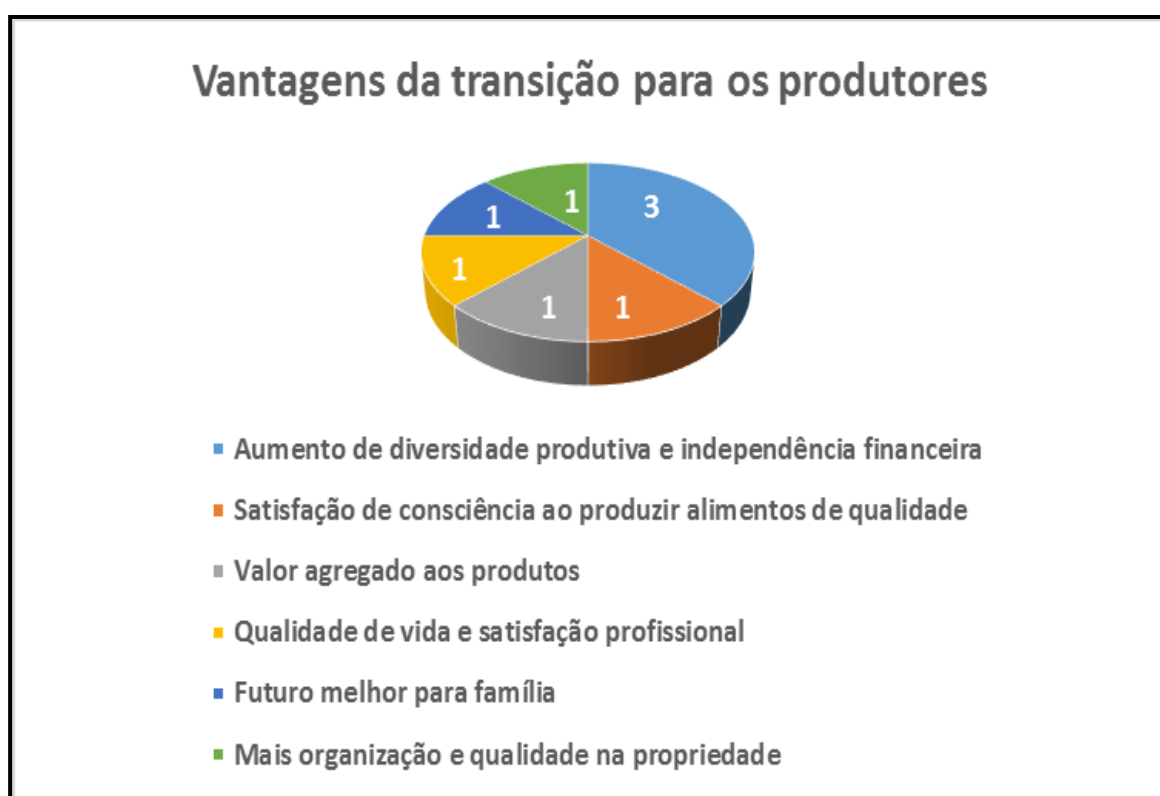 Vantagens da transição para os produtores
1
3
1
1
1
1
Aumento de diversidade produtiva e independência financeira
Satisfação de consciência ao produzir alimentos de qualidade
Valor agregado aos produtos
Qualidade de vida e satisfação profissional
Futuro melhor para família
Mais organização e qualidade na propriedade